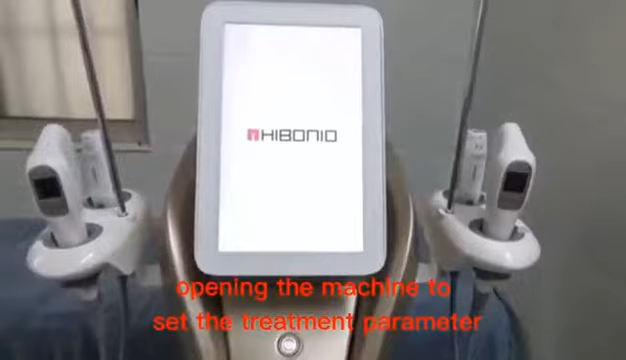 HIBONIO
opening the machine to
set the treatment parameter